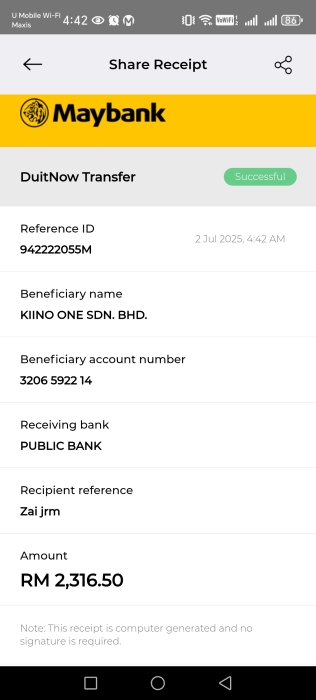 U Mobile Wi-Fi
Maxis
4:42
VoWiFi
86
Share Receipt
Maybank
DuitNow Transfer
Successful
Reference ID
942222055M
2 Jul 2025, 4:42 AM
Beneficiary name
KIINO ONE SDN. BHD.
Beneficiary account number
3206 5922 14
Receiving bank
PUBLIC BANK
Recipient reference
Zai jrm
Amount
RM 2,316.50
Note: This receipt is computer generated and no
signature is required.